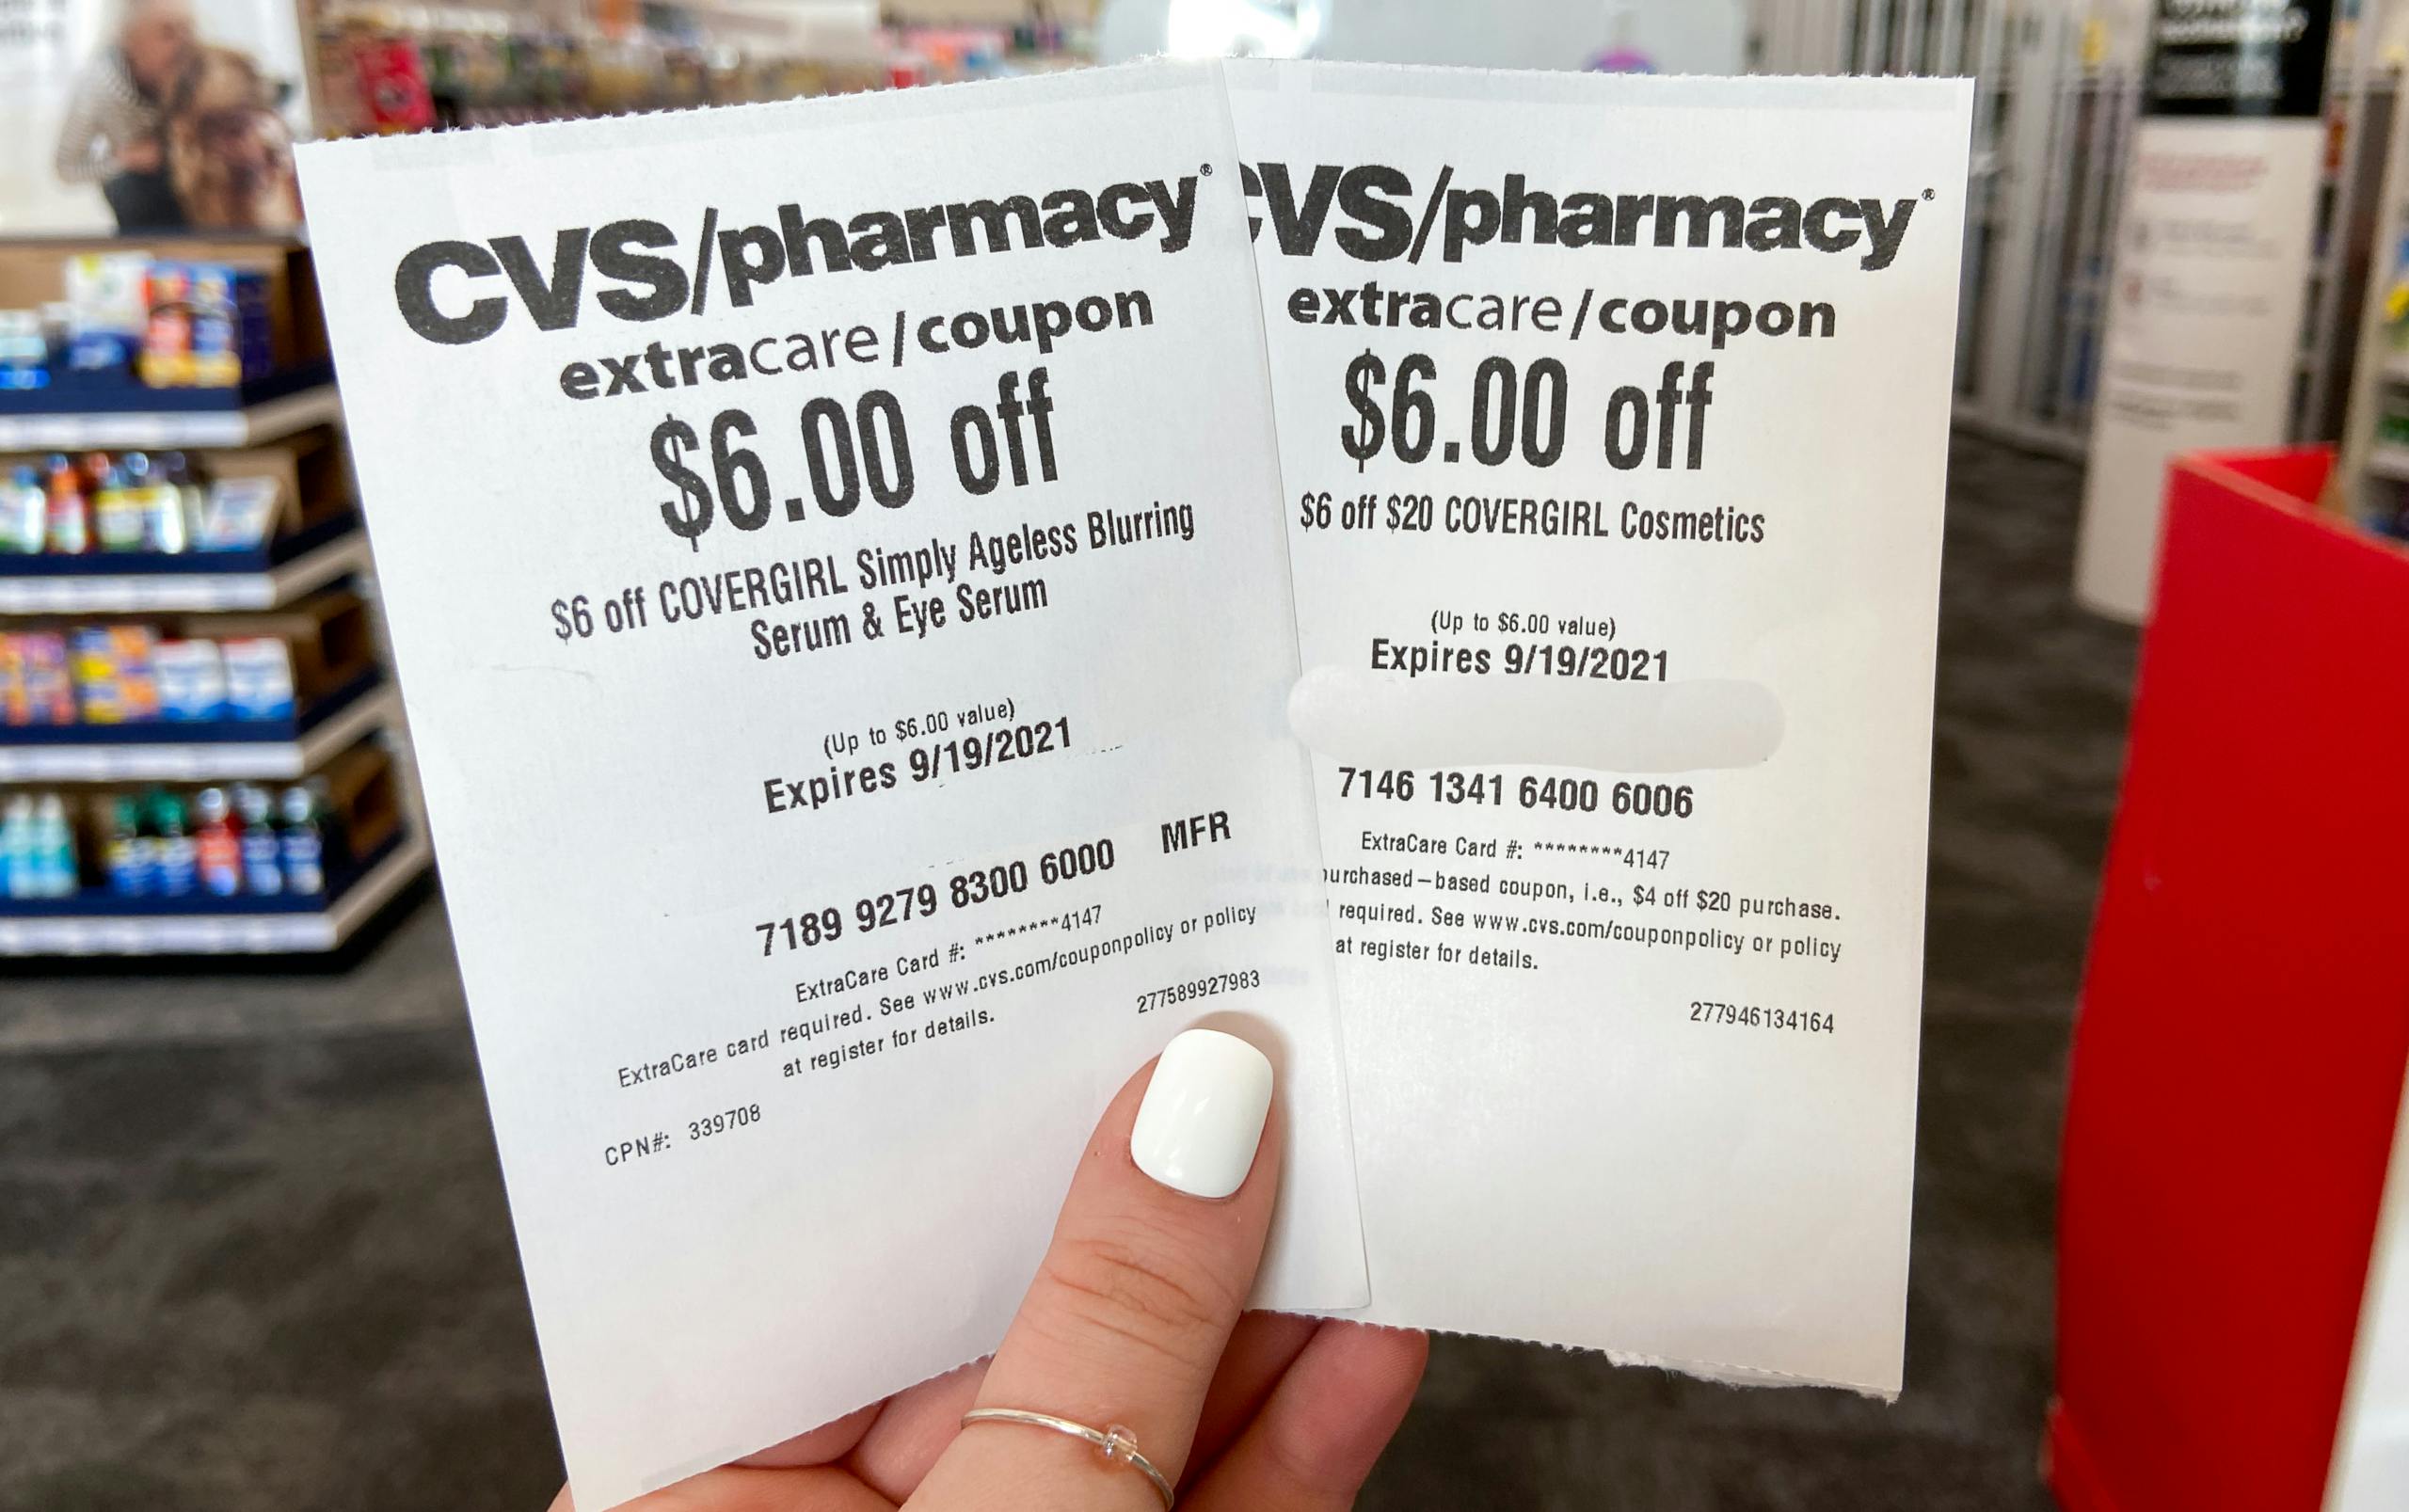 CVS/pharmacy®
extracare/coupon
$6.00 off
$6 off COVERGIRL Simply Ageless Blurring
Serum & Eye Serum
(Up to $6.00 value)
Expires 9/19/2021
7189 9279 8300 6000 MFR
ExtraCare Card #: ********4147
ExtraCare card required. See www.cvs.com/couponpolicy or policy
at register for details.
277589927983
CPN#: 339708
VS/pharmacy®
extracare/coupon
$6.00 off
$6 off $20 COVERGIRL Cosmetics
(Up to $6.00 value)
Expires 9/19/2021
7146 1341 6400 6006
ExtraCare Card #: ********4147
urchased-based coupon, i.e., $4 off $20 purchase.
required. See www.cvs.com/couponpolicy or policy
at register for details.
277946134164